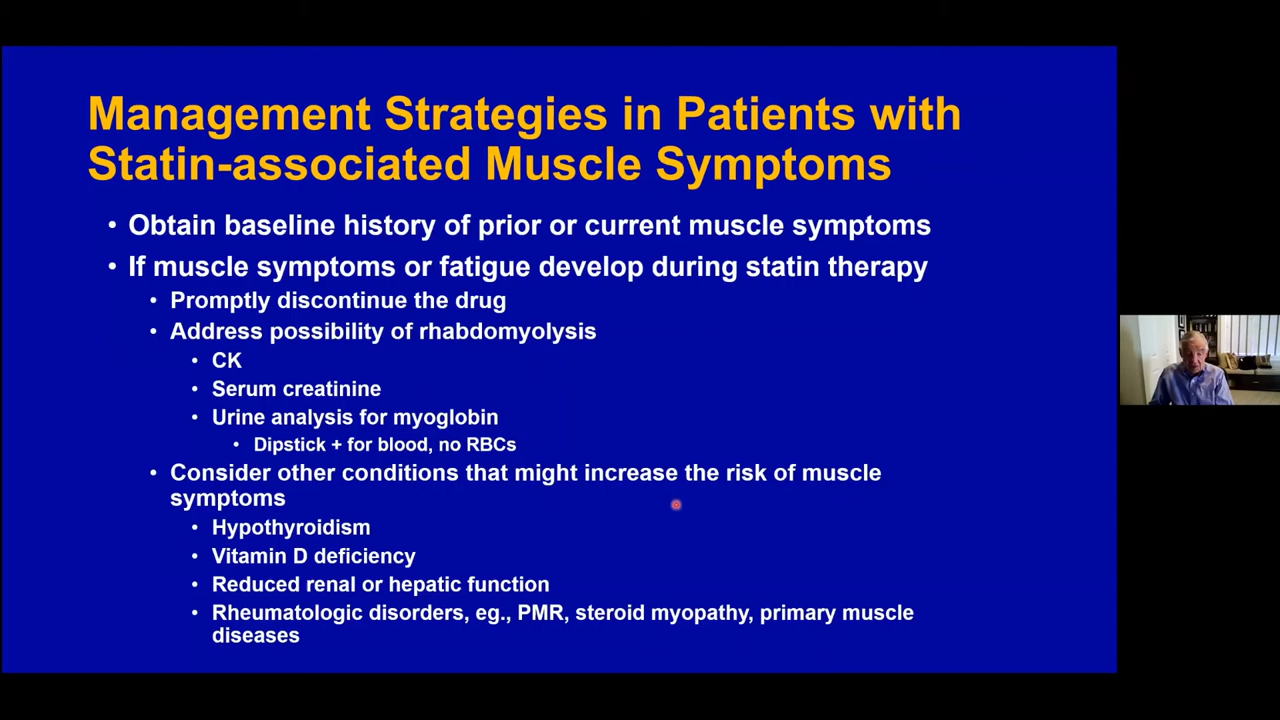 Management Strategies in Patients with
Statin-associated Muscle Symptoms
• Obtain baseline history of prior or current muscle symptoms
• If muscle symptoms or fatigue develop during statin therapy
• Promptly discontinue the drug
• Address possibility of rhabdomyolysis
• CK
• Serum creatinine
• Urine analysis for myoglobin
• Dipstick + for blood, no RBCs
• Consider other conditions that might increase the risk of muscle
symptoms
• Hypothyroidism
• Vitamin D deficiency
• Reduced renal or hepatic function
• Rheumatologic disorders, eg., PMR, steroid myopathy, primary muscle
diseases